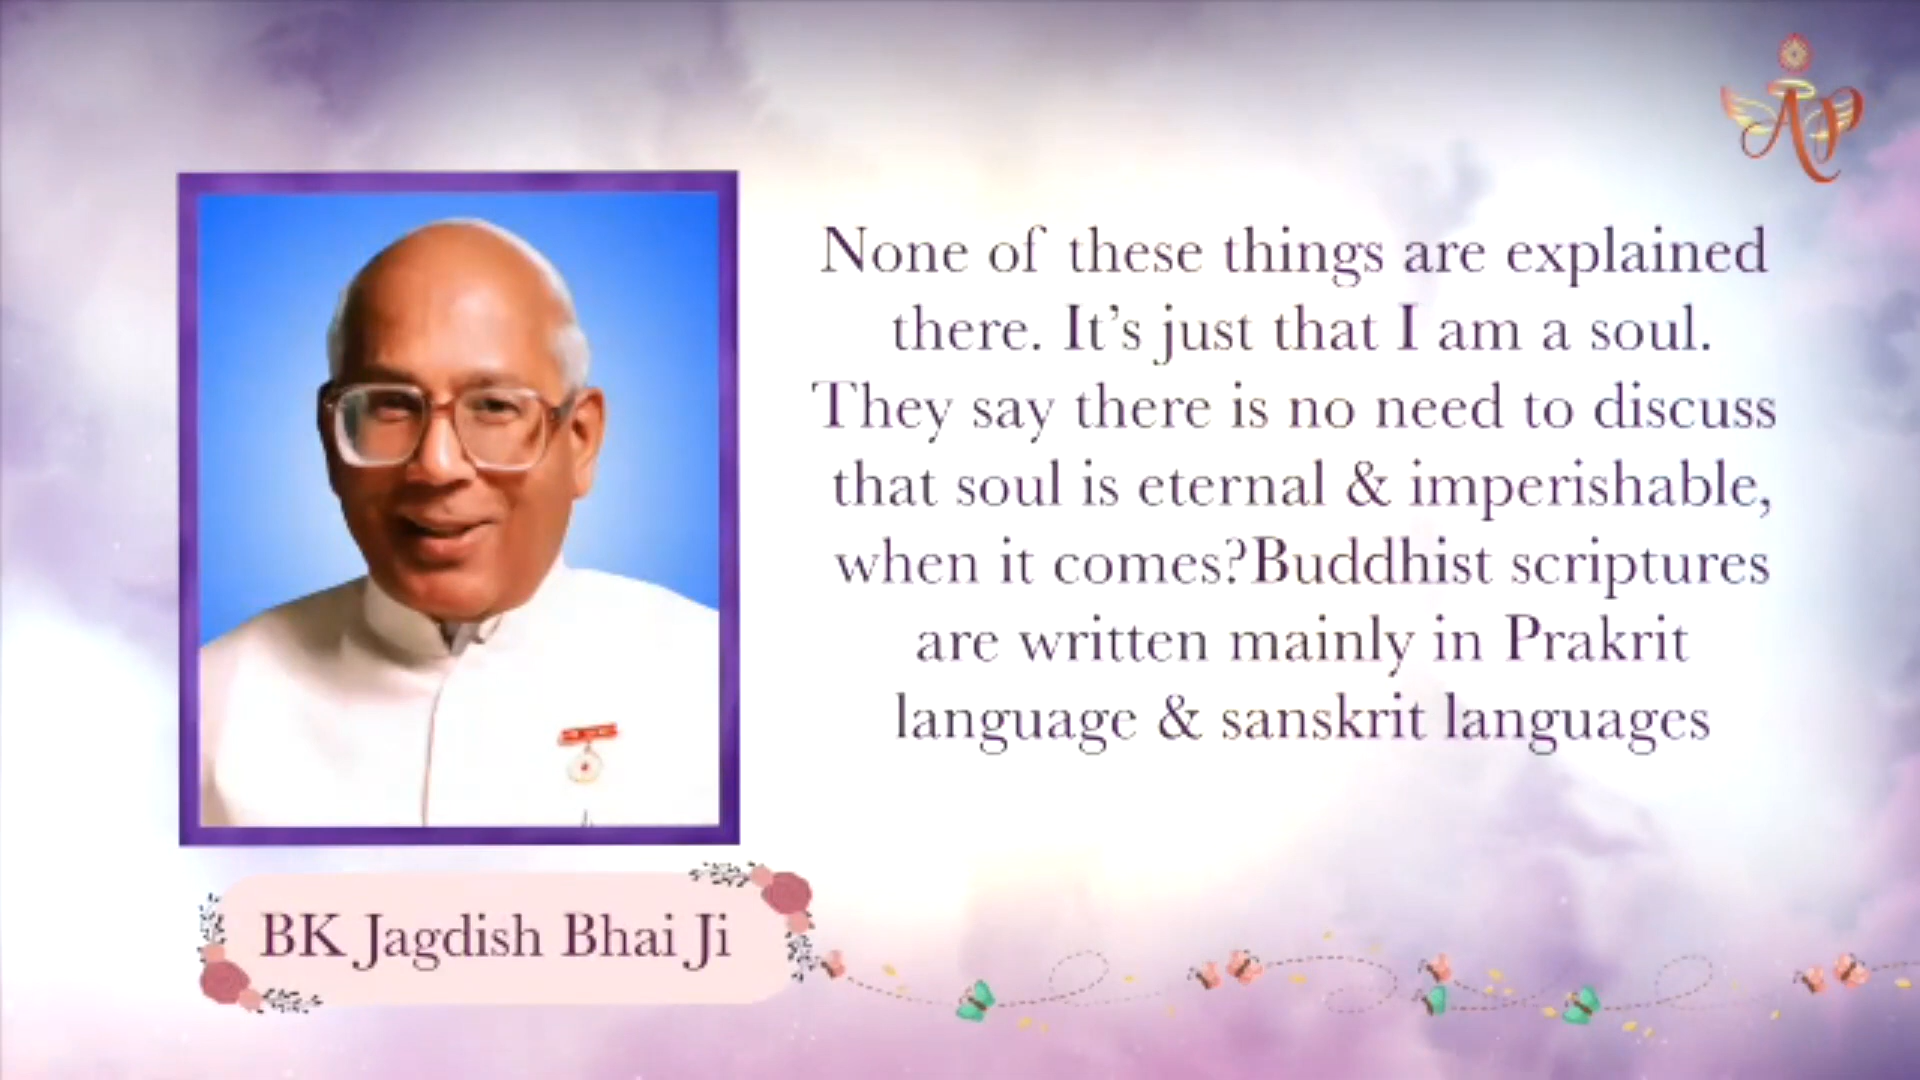 None of these things are explained
there. It's just that I am a soul.
They say there is no need to discuss
that soul is eternal & imperishable,
when it comes?Buddhist scriptures
are written mainly in Prakrit
language & sanskrit languages
BK Jagdish Bhai Ji
AP